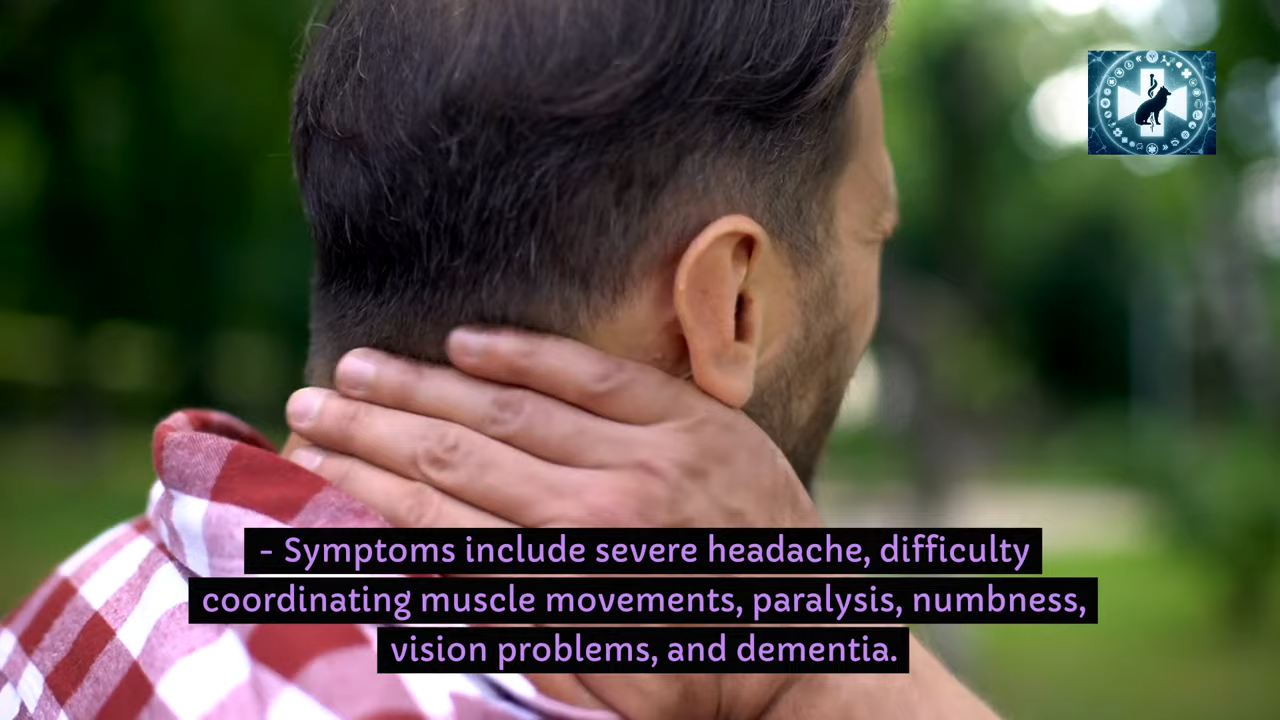 - Symptoms include severe headache, difficulty
coordinating muscle movements, paralysis, numbness,
vision problems, and dementia.